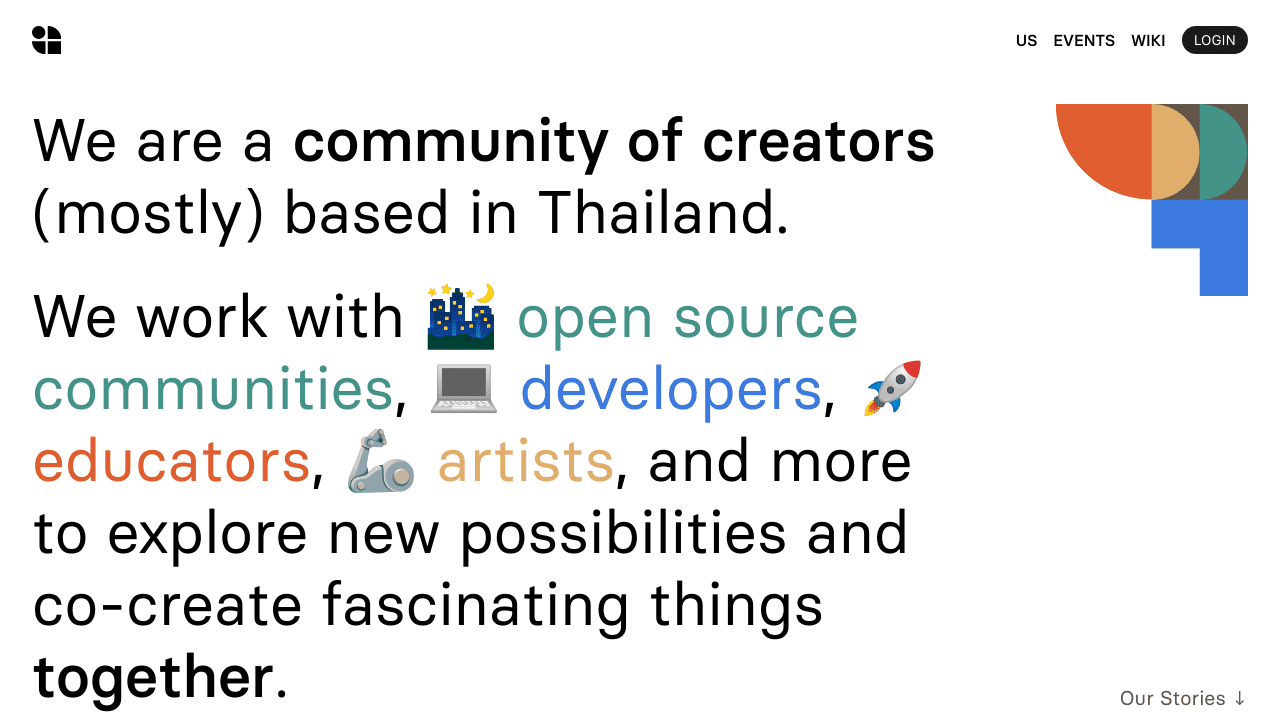 US EVENTS WIKI LOGIN
We are a community of creators
(mostly) based in Thailand.
We work with 🌃 open source
communities, 💻 developers, 🚀
educators, 🦾 artists, and more
to explore new possibilities and
co-create fascinating things
together.
Our Stories ↓